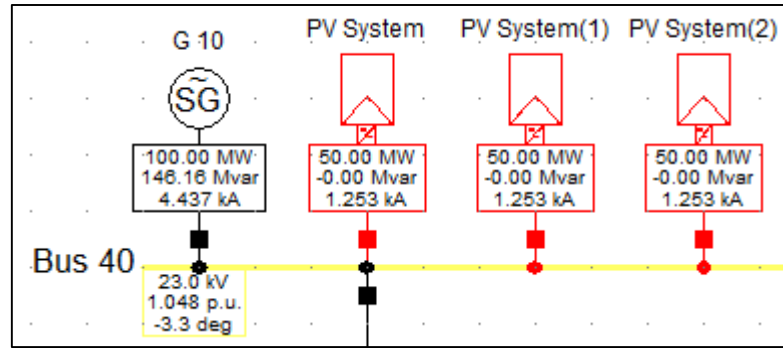 G 10
PV System
PV System(1)
PV System(2)
SG
100.00 MW
146.16 Mvar
4.437 kA
50.00 MW
-0.00 Mvar
1.253 kA
50.00 MW
-0.00 Mvar
1.253 kA
50.00 MW
-0.00 Mvar
1.253 kA
Bus 40
23.0 kV
1.048 p.u.
-3.3 deg